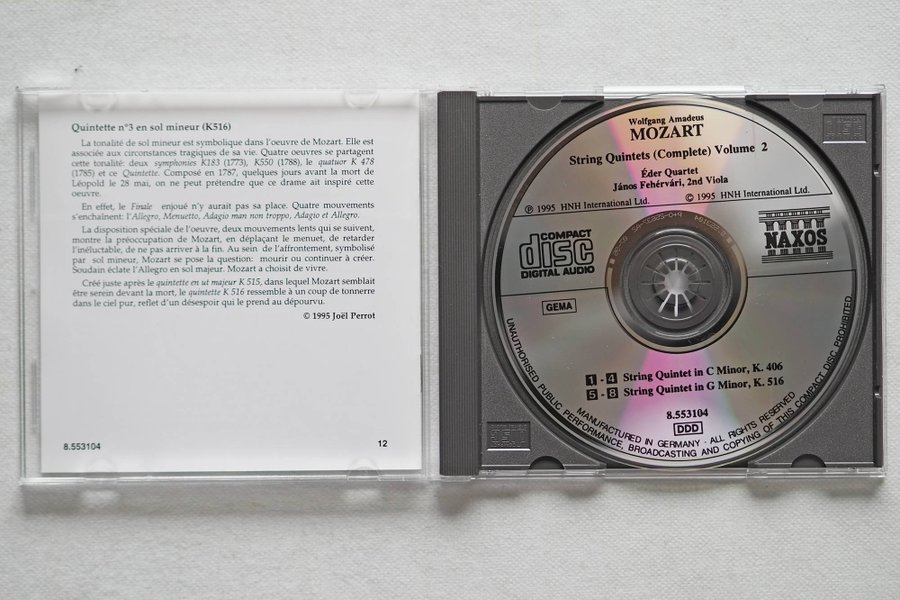 Quintette n°3 en sol mineur (K516)
La tonalité de sol mineur est symbolique dans l'oeuvre de Mozart. Elle est
associée aux circonstances tragiques de sa vie. Quatre oeuvres se partagent
cette tonalité: deux symphonies K183 (1773), K550 (1788), le quatuor K 478
(1785) et ce Quintette. Composé en 1787, quelques jours avant la mort de
Léopold le 28 mai, on ne peut prétendre que ce drame ait inspiré cette
oeuvre.
En effet, le Finale enjoué n'y aurait pas sa place. Quatre mouvements
s'enchaînent: l'Allegro, Menuetto, Adagio man non troppo, Adagio et Allegro.
La disposition spéciale de l'oeuvre, deux mouvements lents qui se suivent,
montre la préoccupation de Mozart, en déplaçant le menuet, de retarder
l'inéluctable, de ne pas arriver à la fin. Au sein de l'affrontement, symbolisé
par sol mineur, Mozart se pose la question: mourir ou continuer à créer.
Soudain éclate l'Allegro en sol majeur. Mozart a choisit de vivre.
Créé juste après le quintette en ut majeur K 515, dans lequel Mozart semblait
être serein devant la mort, le quintette K 516 ressemble à un coup de tonnerre
dans le ciel pur, reflet d'un désespoir qui le prend au dépourvu.
© 1995 Joël Perrot
8.553104
12
Wolfgang Amadeus
MOZART
String Quintets (Complete) Volume 2
Éder Quartet
János Fehérvári, 2nd Viola
℗ 1995 HNH International Ltd.
© 1995 HNH International Ltd.
COMPACT
disc
DIGITAL AUDIO
NAXOS
GEMA
1 - 4 String Quintet in C Minor, K. 406
5 - 8 String Quintet in G Minor, K. 516
8.553104
DDD
MANUFACTURED IN GERMANY · ALL RIGHTS RESERVED
UNAUTHORISED PUBLIC PERFORMANCE, BROADCASTING AND COPYING OF THIS COMPACT DISC PROHIBITED